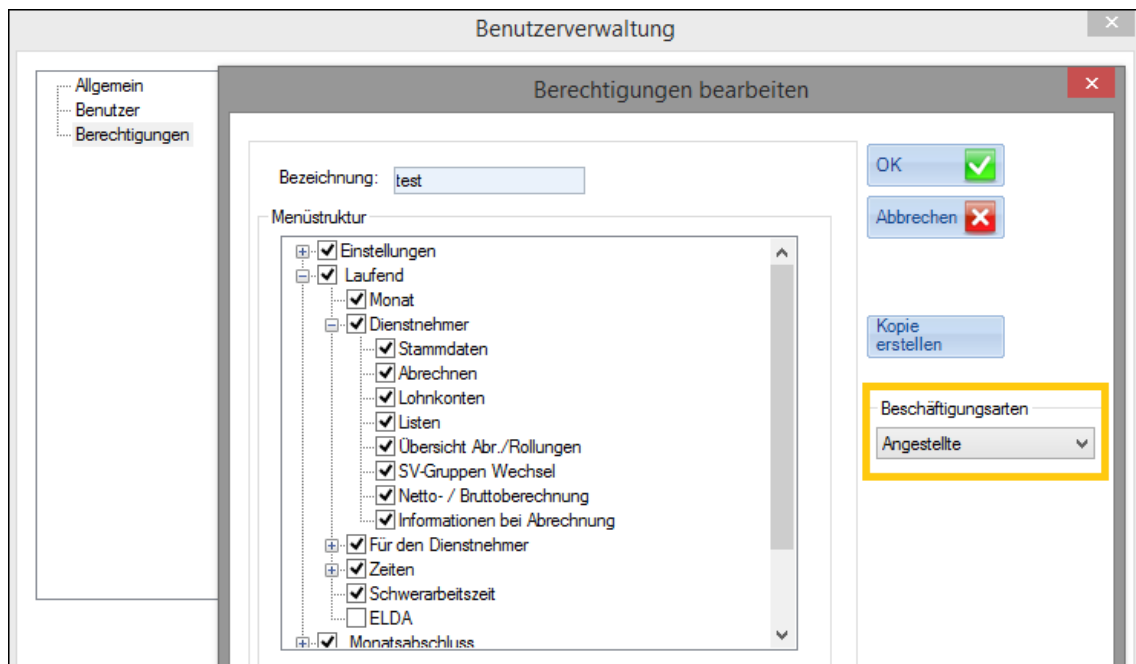 Benutzerverwaltung
Allgemein
Benutzer
Berechtigungen
Berechtigungen bearbeiten
Bezeichnung: test
Menüstruktur
Einstellungen
Laufend
Monat
Dienstnehmer
Stammdaten
Abrechnen
Lohnkonten
Listen
Übersicht Abr./Rollungen
SV-Gruppen Wechsel
Netto- / Bruttoberechnung
Informationen bei Abrechnung
Für den Dienstnehmer
Zeiten
Schwerarbeitszeit
ELDA
Monatsabschluss
OK
Abbrechen
Kopie
erstellen
Beschäftigungsarten
Angestellte